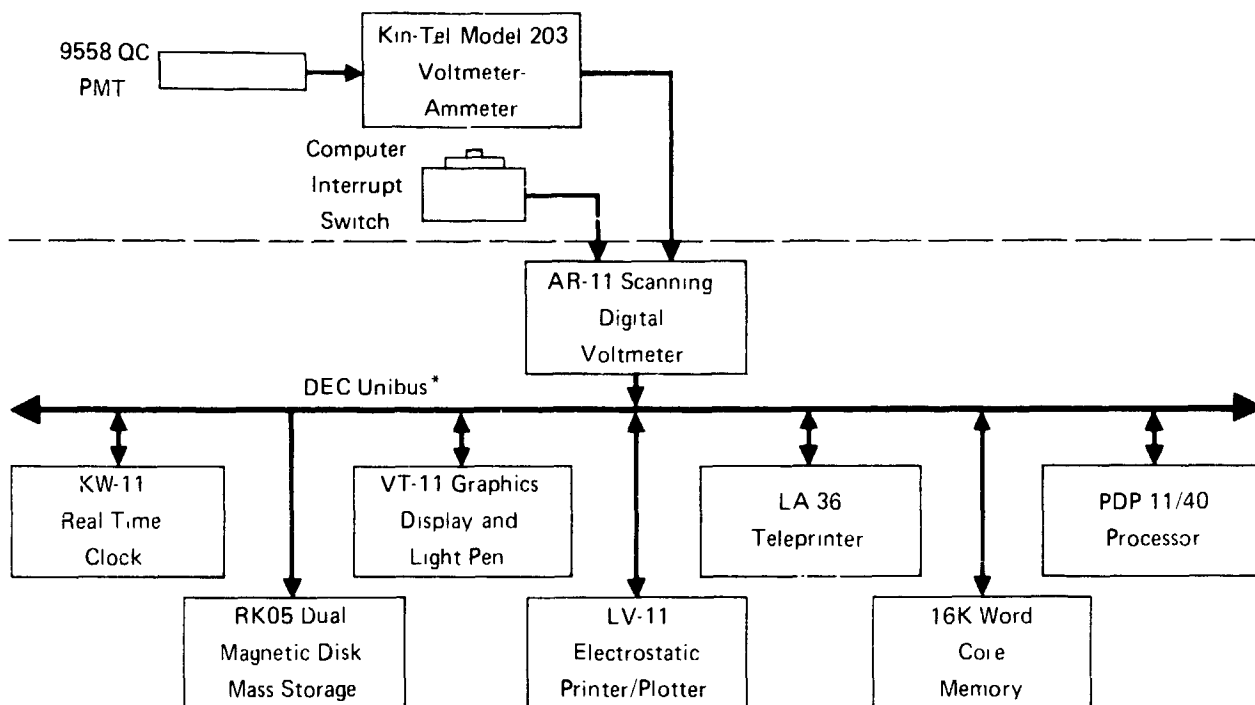 9558 QC
PMT
Kin-Tel Model 203
Voltmeter-
Ammeter
Computer
Interrupt
Switch
AR-11 Scanning
Digital
Voltmeter
DEC Unibus*
KW-11
Real Time
Clock
VT-11 Graphics
Display and
Light Pen
LA 36
Teleprinter
PDP 11/40
Processor
RK05 Dual
Magnetic Disk
Mass Storage
LV-11
Electrostatic
Printer/Plotter
16K Word
Core
Memory